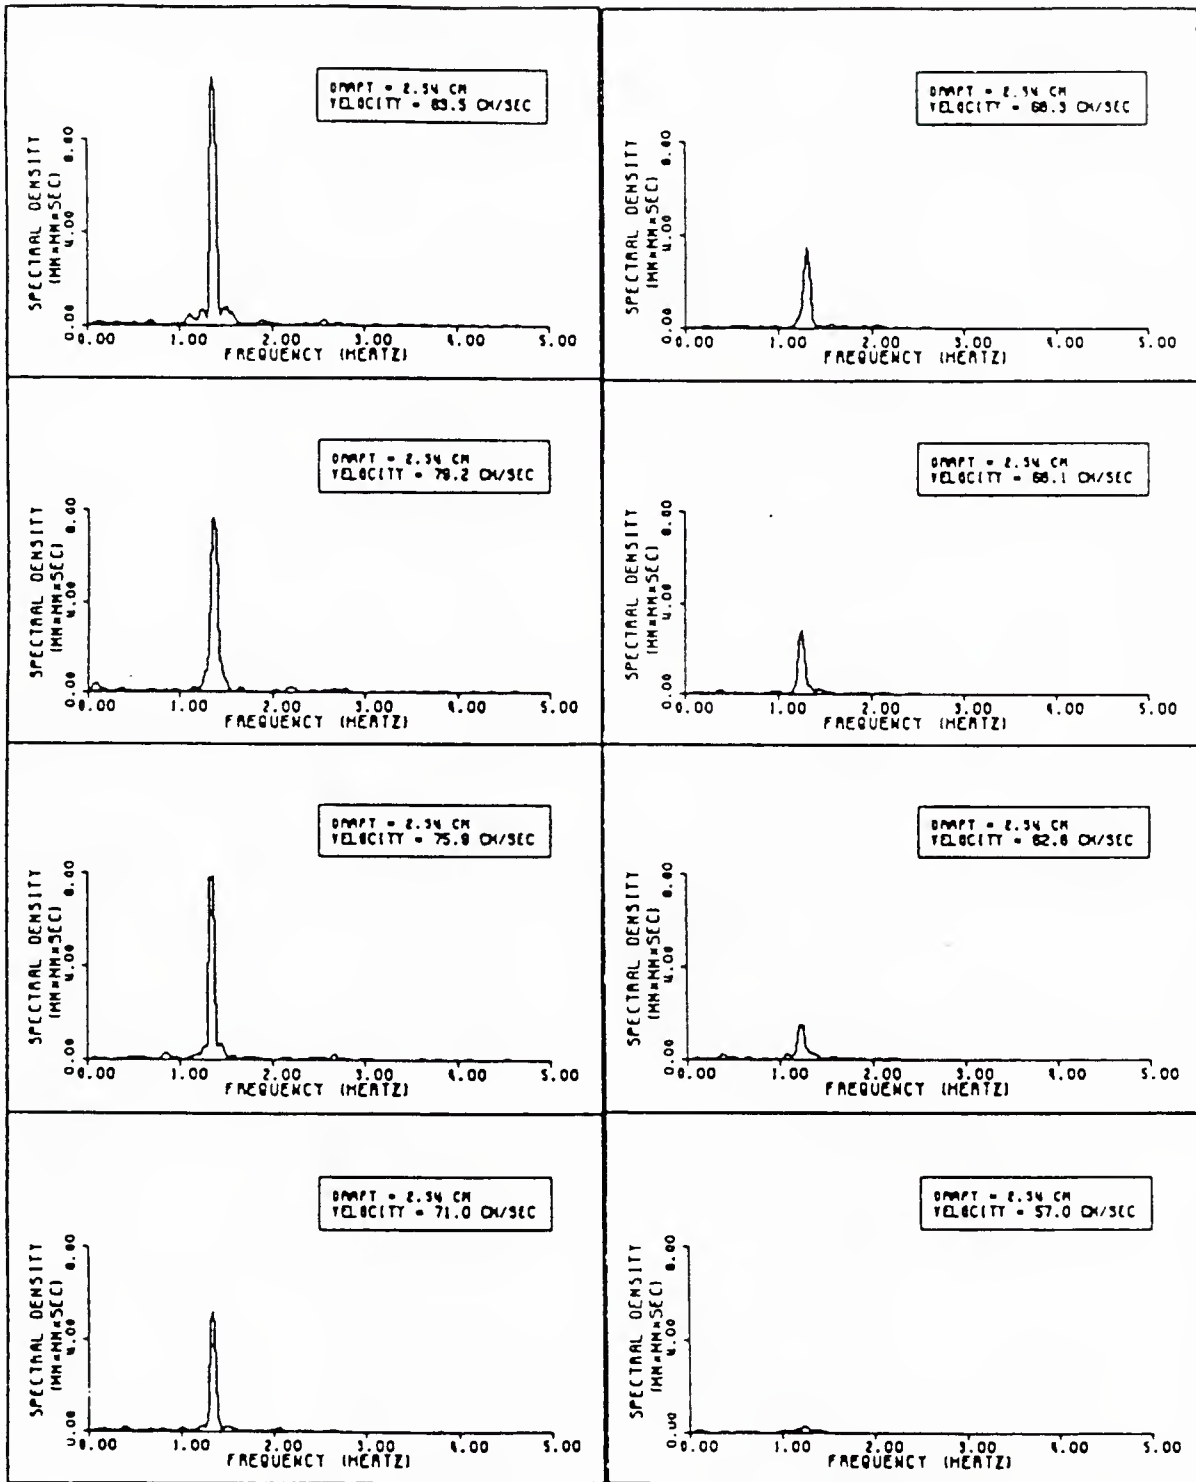 DRAFT = 2.54 CM
VELOCITY = 83.5 CM/SEC
SPECTRAL DENSITY
(MM*MM*SEC)
0.00 4.00 8.00
0.00 1.00 2.00 3.00 4.00 5.00
FREQUENCY (HERTZ)
DRAFT = 2.54 CM
VELOCITY = 79.2 CM/SEC
SPECTRAL DENSITY
(MM*MM*SEC)
0.00 4.00 8.00
0.00 1.00 2.00 3.00 4.00 5.00
FREQUENCY (HERTZ)
DRAFT = 2.54 CM
VELOCITY = 75.9 CM/SEC
SPECTRAL DENSITY
(MM*MM*SEC)
0.00 4.00 8.00
0.00 1.00 2.00 3.00 4.00 5.00
FREQUENCY (HERTZ)
DRAFT = 2.54 CM
VELOCITY = 71.0 CM/SEC
SPECTRAL DENSITY
(MM*MM*SEC)
0.00 4.00 8.00
0.00 1.00 2.00 3.00 4.00 5.00
FREQUENCY (HERTZ)
DRAFT = 2.54 CM
VELOCITY = CM/SEC
SPECTRAL DENSITY
(MM*MM*SEC)
0.00 4.00 8.00
0.00 1.00 2.00 3.00 4.00 5.00
FREQUENCY (HERTZ)
DRAFT = 2.54 CM
VELOCITY = CM/SEC
SPECTRAL DENSITY
(MM*MM*SEC)
0.00 4.00 8.00
0.00 1.00 2.00 3.00 4.00 5.00
FREQUENCY (HERTZ)
DRAFT = 2.54 CM
VELOCITY = 62.6 CM/SEC
SPECTRAL DENSITY
(MM*MM*SEC)
0.00 4.00 8.00
0.00 1.00 2.00 3.00 4.00 5.00
FREQUENCY (HERTZ)
DRAFT = 2.54 CM
VELOCITY = 57.0 CM/SEC
SPECTRAL DENSITY
(MM*MM*SEC)
0.00 4.00 8.00
0.00 1.00 2.00 3.00 4.00 5.00
FREQUENCY (HERTZ)